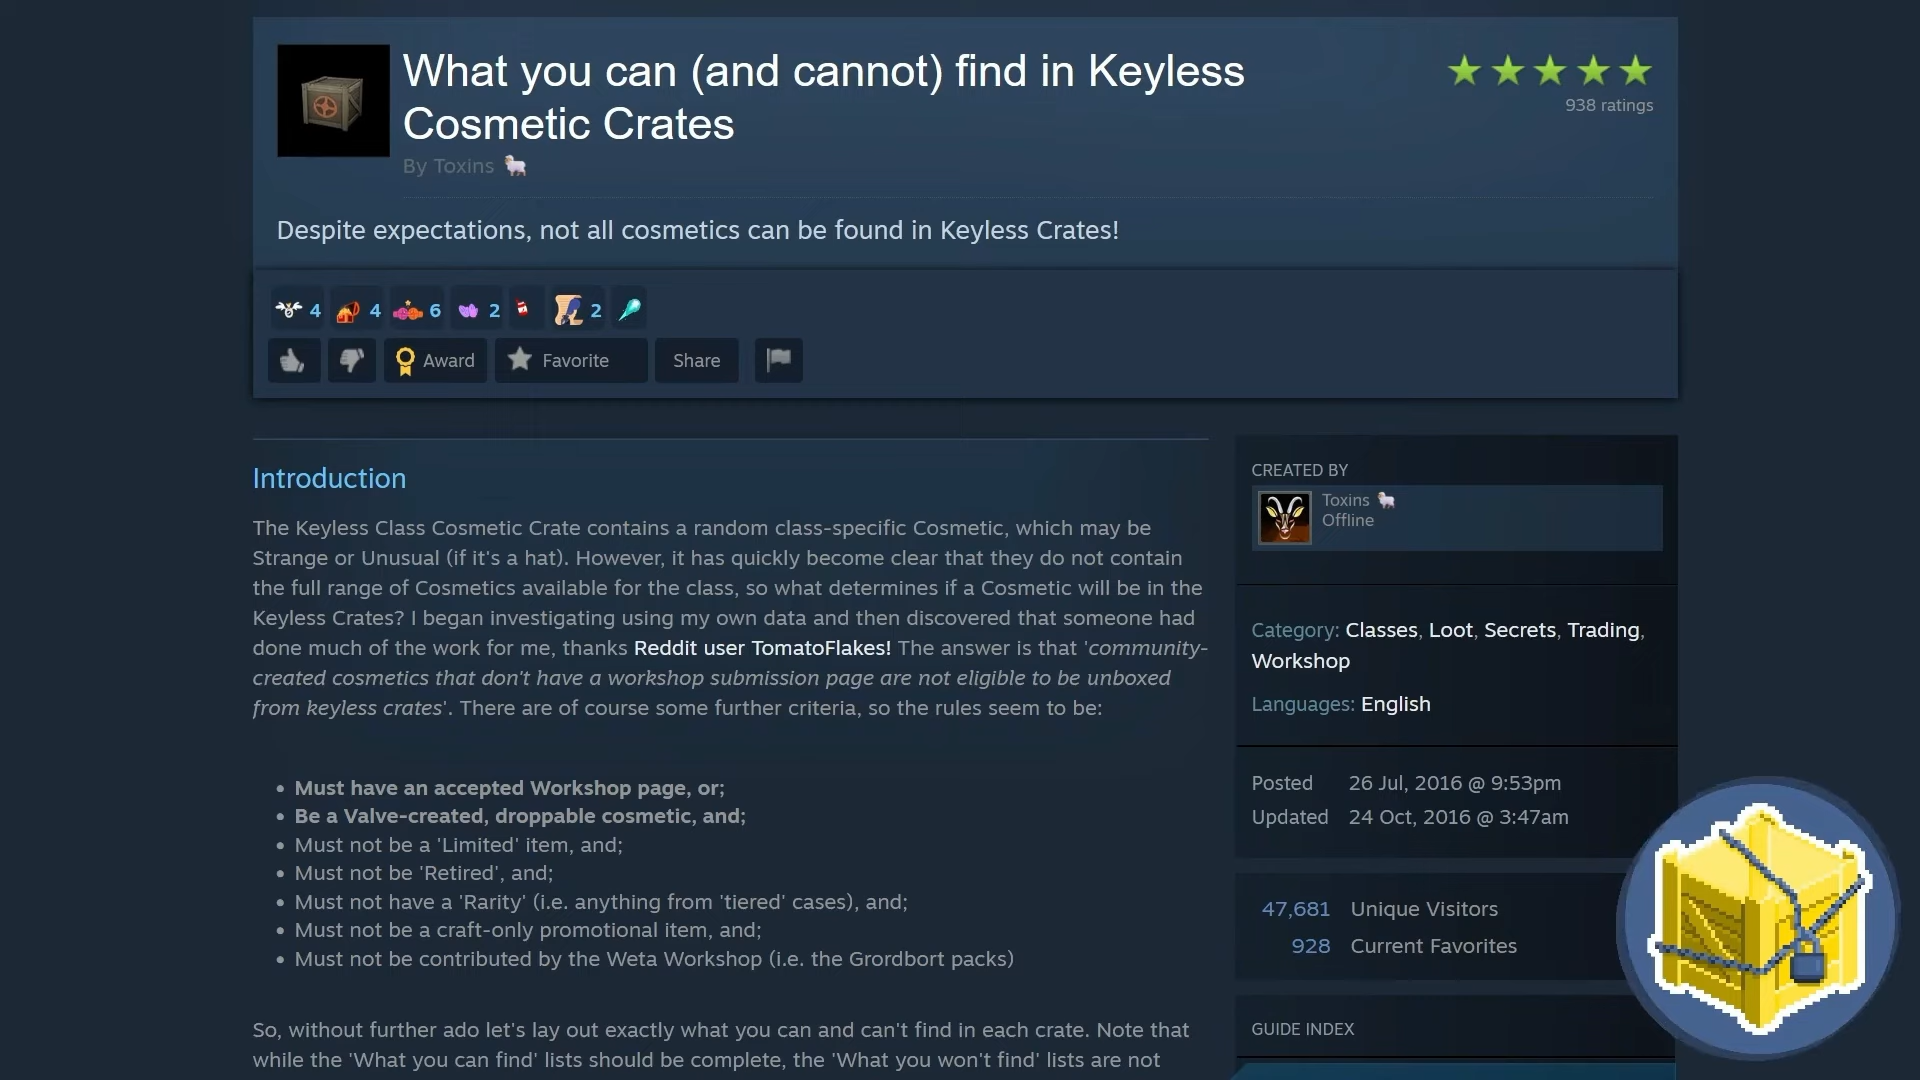 What you can (and cannot) find in Keyless
Cosmetic Crates
938 ratings
By Toxins
Despite expectations, not all cosmetics can be found in Keyless Crates!
4 4 6 2 2
Award Favorite Share
Introduction
The Keyless Class Cosmetic Crate contains a random class-specific Cosmetic, which may be
Strange or Unusual (if it's a hat). However, it has quickly become clear that they do not contain
the full range of Cosmetics available for the class, so what determines if a Cosmetic will be in the
Keyless Crates? I began investigating using my own data and then discovered that someone had
done much of the work for me, thanks Reddit user TomatoFlakes! The answer is that 'community-
created cosmetics that don't have a workshop submission page are not eligible to be unboxed
from keyless crates'. There are of course some further criteria, so the rules seem to be:
• Must have an accepted Workshop page, or;
• Be a Valve-created, droppable cosmetic, and;
• Must not be a 'Limited' item, and;
• Must not be 'Retired', and;
• Must not have a 'Rarity' (i.e. anything from 'tiered' cases), and;
• Must not be a craft-only promotional item, and;
• Must not be contributed by the Weta Workshop (i.e. the Grordbort packs)
So, without further ado let's lay out exactly what you can and can't find in each crate. Note that
while the 'What you can find' lists should be complete, the 'What you won't find' lists are not
CREATED BY
Toxins
Offline
Category: Classes, Loot, Secrets, Trading,
Workshop
Languages: English
Posted 26 Jul, 2016 @ 9:53pm
Updated 24 Oct, 2016 @ 3:47am
47,681 Unique Visitors
928 Current Favorites
GUIDE INDEX